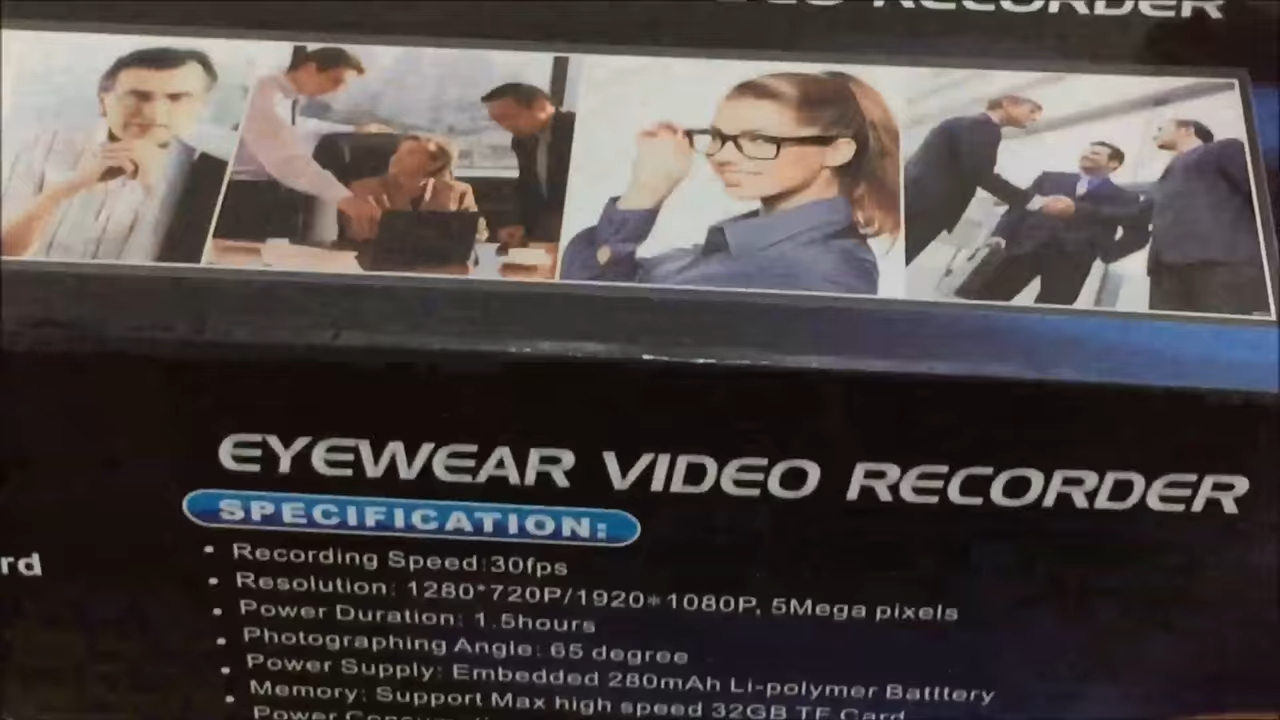 RECORDER
EYEWEAR VIDEO RECORDER
SPECIFICATION:
rd
• Recording Speed:30fps
• Resolution: 1280*720P/1920*1080P, 5Mega pixels
• Power Duration: 1.5hours
• Photographing Angle: 65 degree
• Power Supply: Embedded 280mAh Li-polymer Batttery
• Memory: Support Max high speed 32GB TF Card
Power